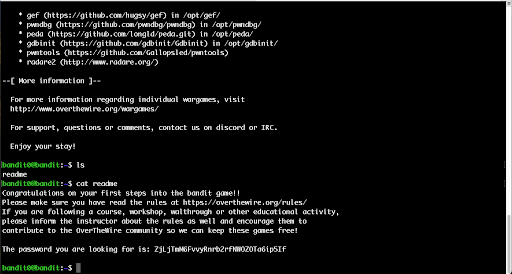 * gef (https://github.com/hugsy/gef) in /opt/gef/
* pwndbg (https://github.com/pwndbg/pwndbg) in /opt/pwndbg/
* peda (https://github.com/longld/peda.git) in /opt/peda/
* gdbinit (https://github.com/gdbinit/Gdbinit) in /opt/gdbinit/
* pwntools (https://github.com/Gallopsled/pwntools)
* radare2 (http://www.radare.org/)
--[ More information ]--
For more information regarding individual wargames, visit
http://www.overthewire.org/wargames/
For support, questions or comments, contact us on discord or IRC.
Enjoy your stay!
bandit0@bandit:~$ ls
readme
bandit0@bandit:~$ cat readme
Congratulations on your first steps into the bandit game!!
Please make sure you have read the rules at https://overthewire.org/rules/
If you are following a course, workshop, walthrough or other educational activity,
please inform the instructor about the rules as well and encourage them to
contribute to the OverTheWire community so we can keep these games free!
The password you are looking for is: ZjLjTmM6FvvyRnrb2rfNWOZOTa6ip5If
bandit0@bandit:~$